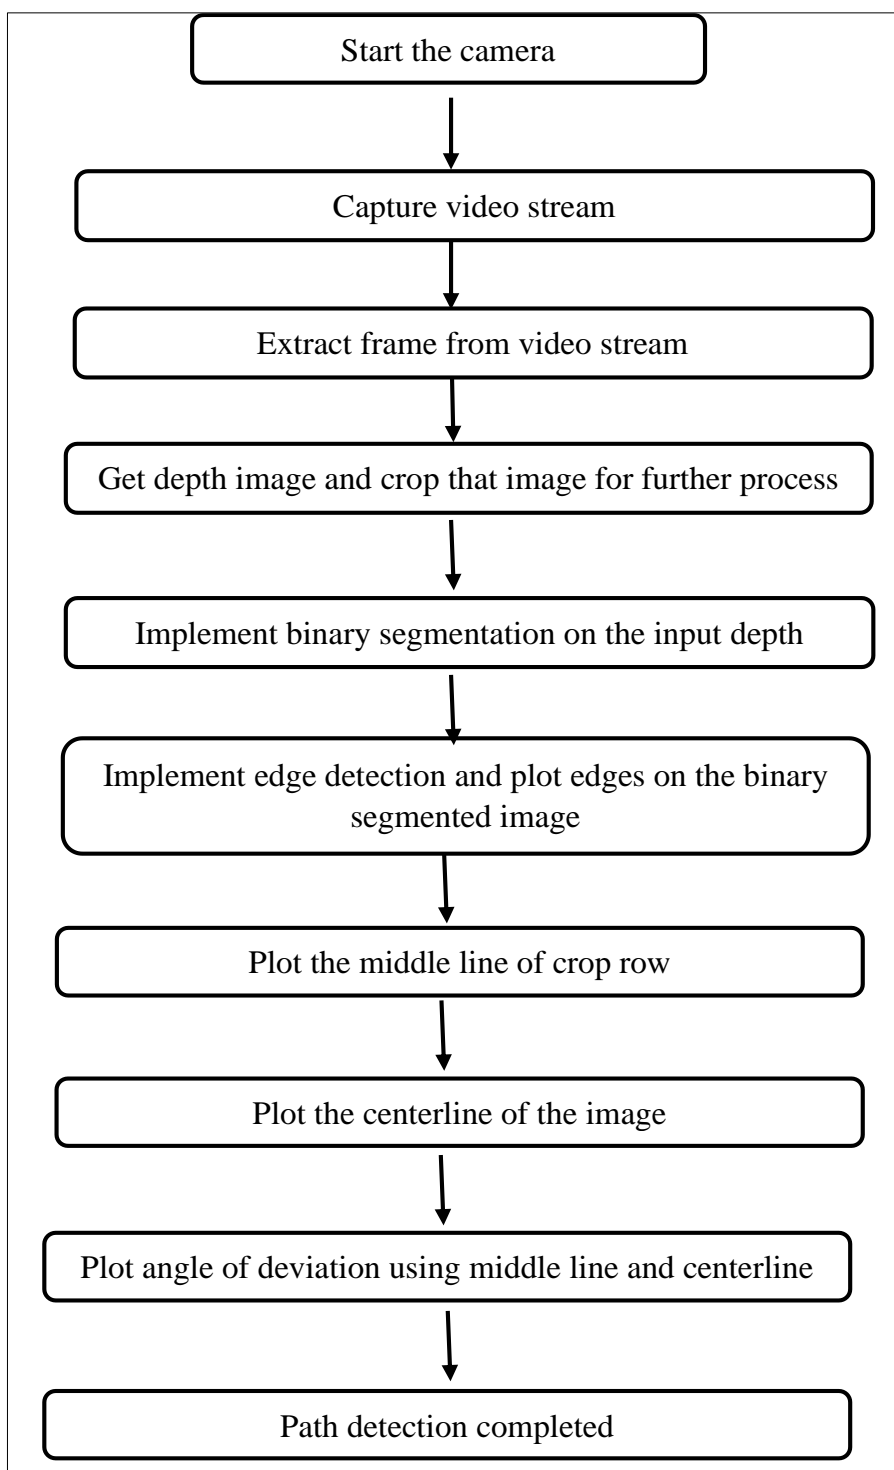 Start the camera
Capture video stream
Extract frame from video stream
Get depth image and crop that image for further process
Implement binary segmentation on the input depth
Implement edge detection and plot edges on the binary
segmented image
Plot the middle line of crop row
Plot the centerline of the image
Plot angle of deviation using middle line and centerline
Path detection completed